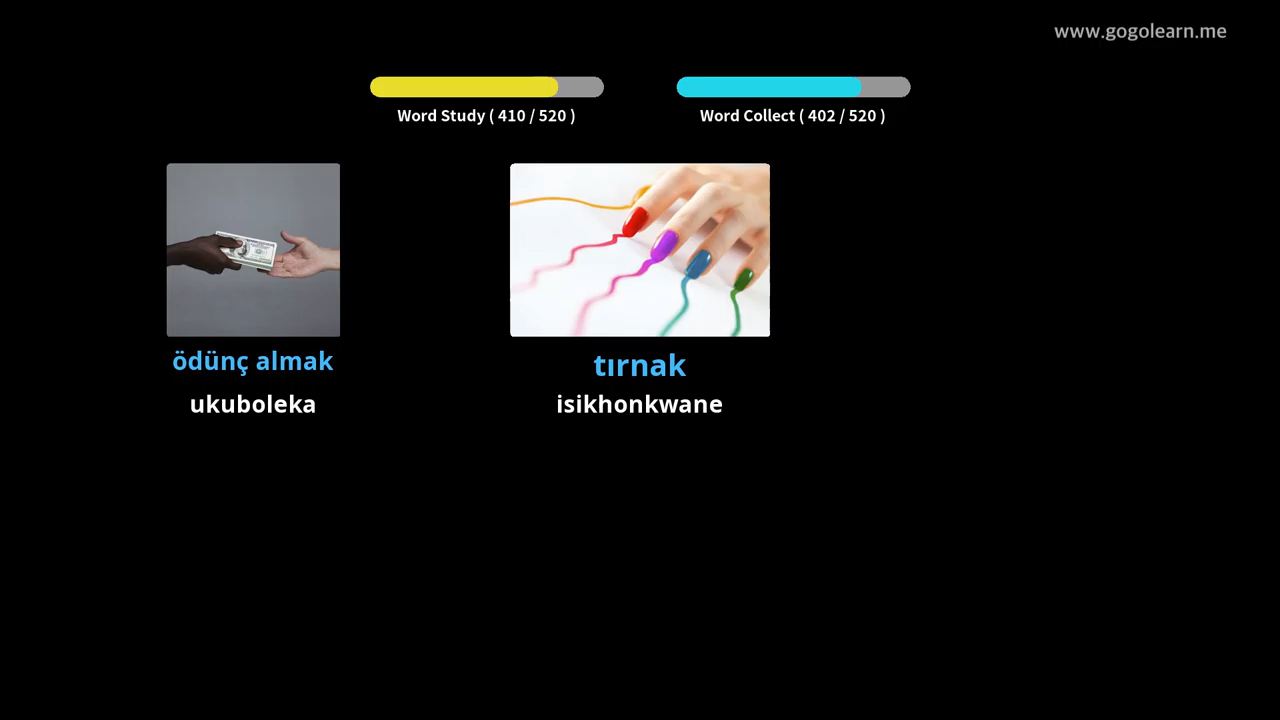 www.gogolearn.me
Word Study ( 410 / 520 )
Word Collect ( 402 / 520 )
ödünç almak
ukuboleka
tırnak
isikhonkwane